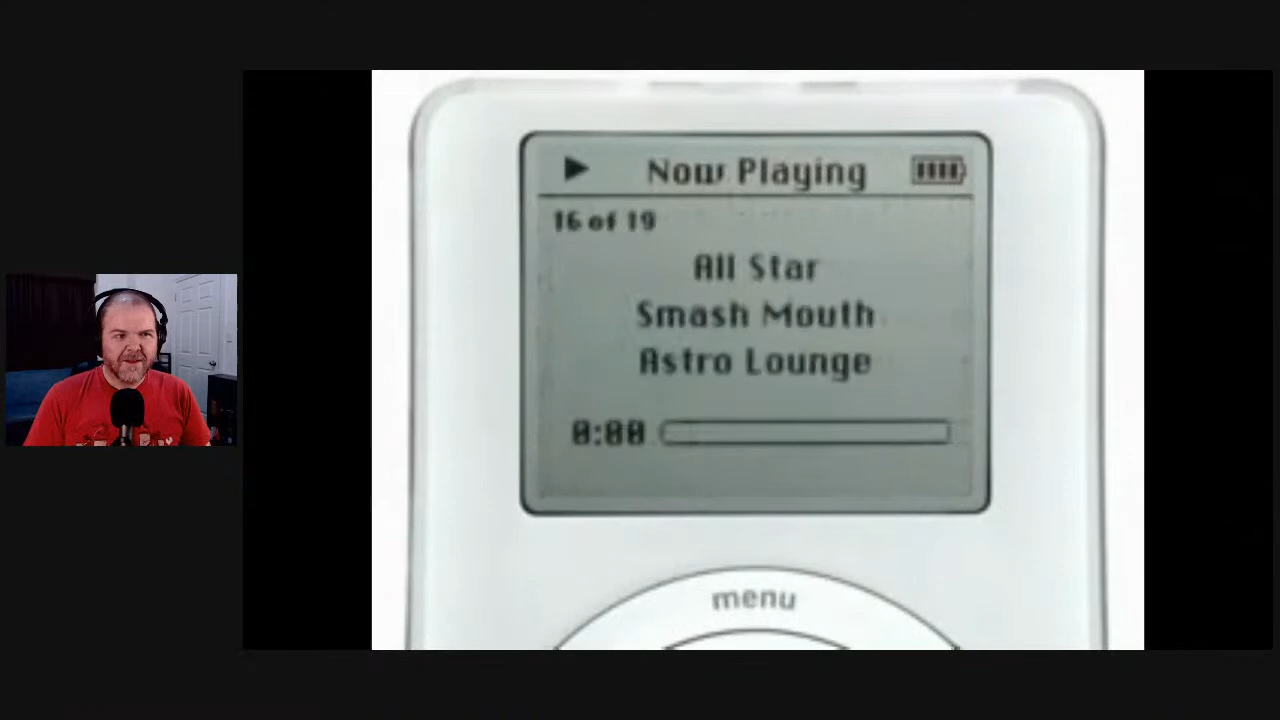 Now Playing
16 of 19
All Star
Smash Mouth
Astro Lounge
0:00
menu